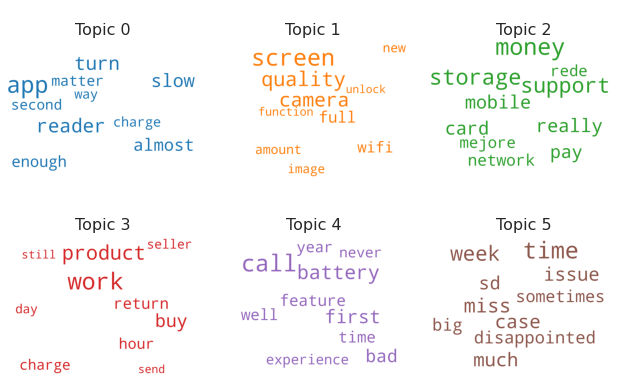 Topic 0
turn
app matter slow
way
second
reader charge
almost
enough
Topic 1
new
screen
quality
unlock
camera
function full
amount wifi
image
Topic 2
money
storage rede
support
mobile
card really
mejore
network pay
Topic 3
seller
still product
work
day return
buy
hour
charge send
Topic 4
year never
call battery
feature
well first
time
experience bad
Topic 5
week time
sd issue
miss sometimes
big case
disappointed
much